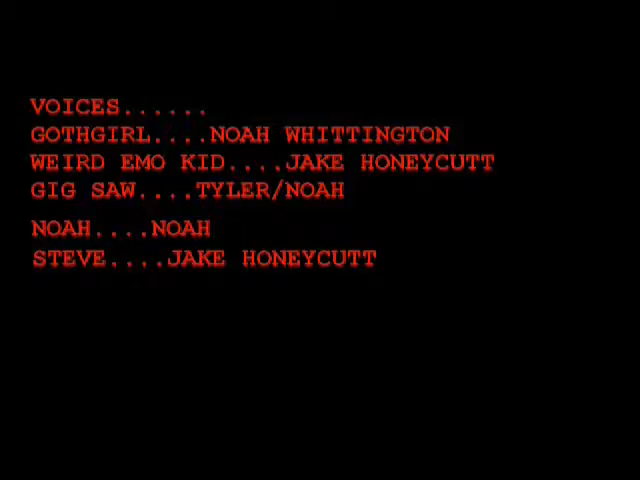 VOICES......
GOTHGIRL....NOAH WHITTINGTON
WEIRD EMO KID....JAKE HONEYCUTT
GIG SAW....TYLER/NOAH
NOAH....NOAH
STEVE....JAKE HONEYCUTT